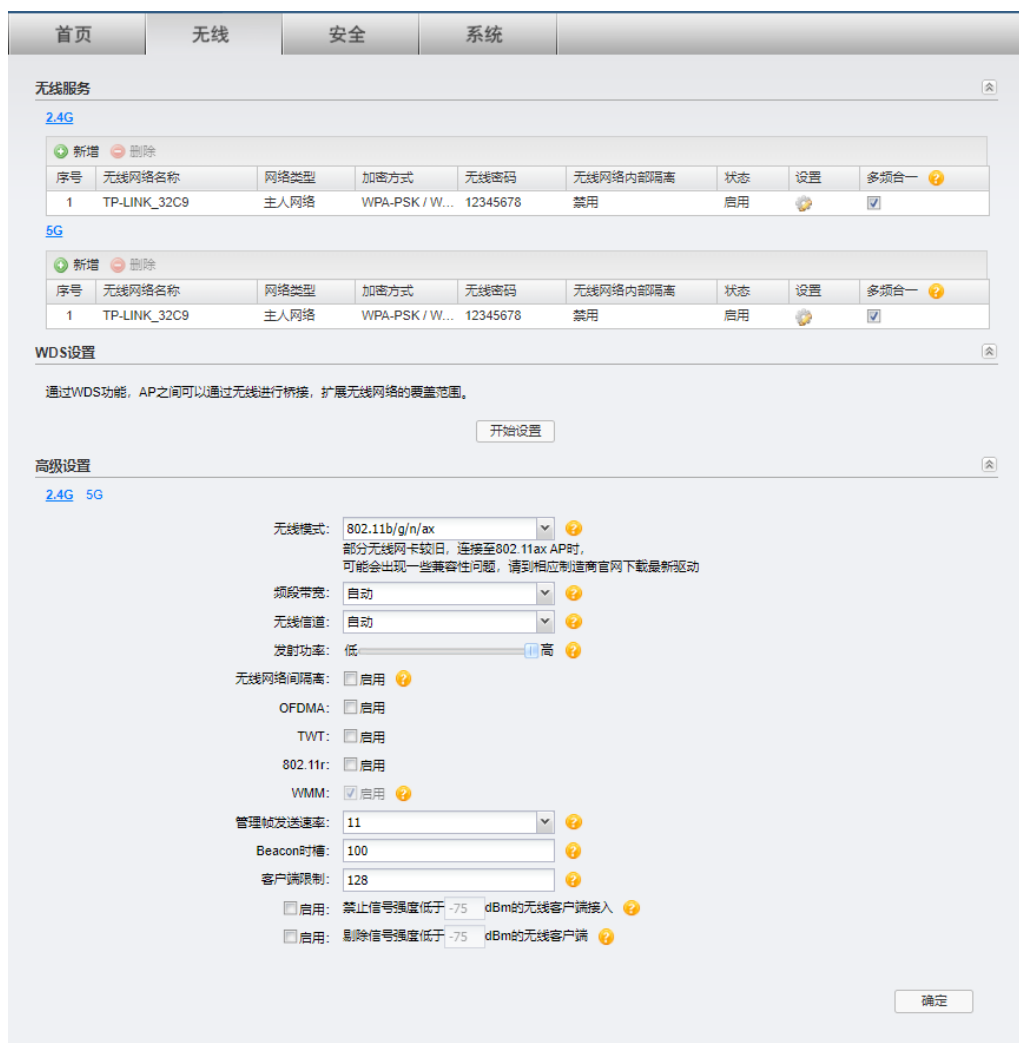 首页 无线 安全 系统
无线服务
2.4G
新增 删除
序号 无线网络名称 网络类型 加密方式 无线密码 无线网络内部隔离 状态 设置 多频合一
1 TP-LINK_32C9 主人网络 WPA-PSK / W... 12345678 禁用 启用
5G
新增 删除
序号 无线网络名称 网络类型 加密方式 无线密码 无线网络内部隔离 状态 设置 多频合一
1 TP-LINK_32C9 主人网络 WPA-PSK / W... 12345678 禁用 启用
WDS设置
通过WDS功能，AP之间可以通过无线进行桥接，扩展无线网络的覆盖范围。
开始设置
高级设置
2.4G 5G
无线模式： 802.11b/g/n/ax
部分无线网卡较旧，连接至802.11ax AP时，
可能会出现一些兼容性问题，请到相应制造商官网下载最新驱动
频段带宽： 自动
无线信道： 自动
发射功率： 低 高
无线网络间隔离： 启用
OFDMA： 启用
TWT： 启用
802.11r： 启用
WMM： 启用
管理帧发送速率： 11
Beacon时槽： 100
客户端限制： 128
启用： 禁止信号强度低于 -75 dBm的无线客户端接入
启用： 剔除信号强度低于 -75 dBm的无线客户端
确定